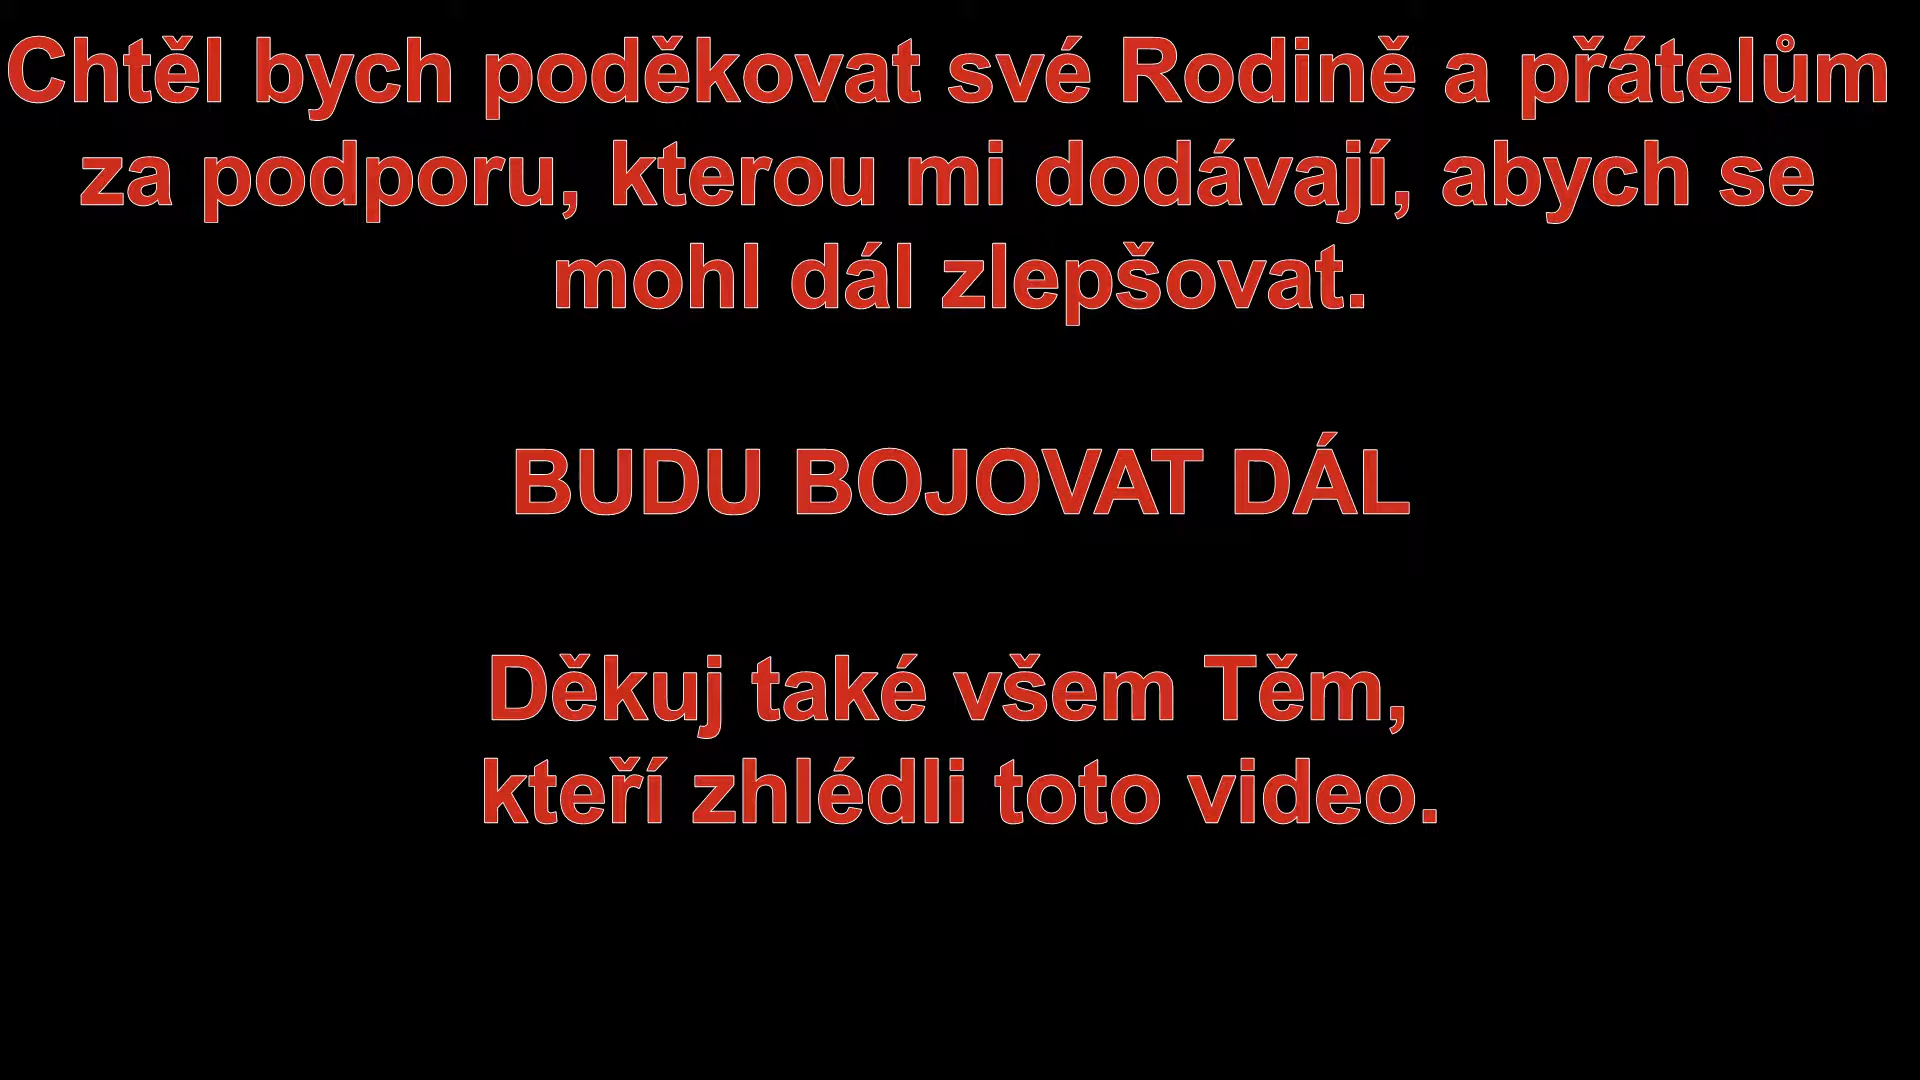 Chtěl bych poděkovat své Rodině a přátelům
za podporu, kterou mi dodávají, abych se
mohl dál zlepšovat.
BUDU BOJOVAT DÁL
Děkuj také všem Těm,
kteří zhlédli toto video.